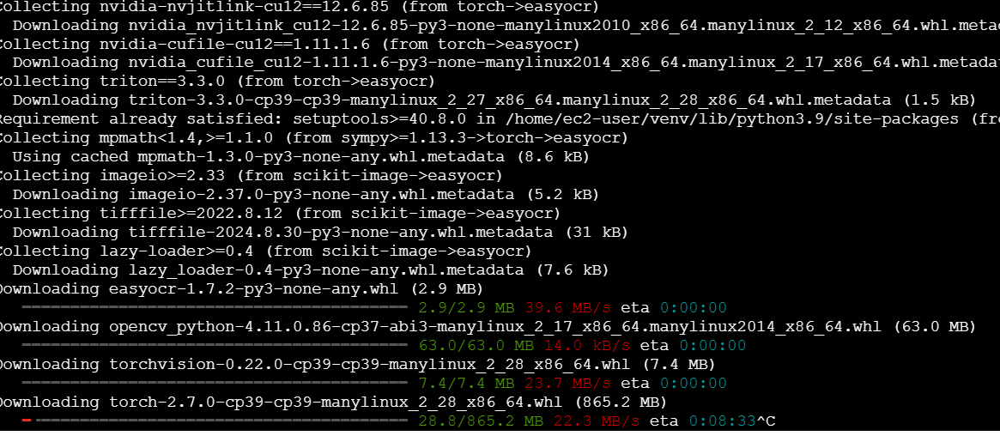 Collecting nvidia-nvjitlink-cu12==12.6.85 (from torch->easyocr)
  Downloading nvidia_nvjitlink_cu12-12.6.85-py3-none-manylinux2010_x86_64.manylinux_2_12_x86_64.whl.meta
Collecting nvidia-cufile-cu12==1.11.1.6 (from torch->easyocr)
  Downloading nvidia_cufile_cu12-1.11.1.6-py3-none-manylinux2014_x86_64.manylinux_2_17_x86_64.whl.metada
Collecting triton==3.3.0 (from torch->easyocr)
  Downloading triton-3.3.0-cp39-cp39-manylinux_2_27_x86_64.manylinux_2_28_x86_64.whl.metadata (1.5 kB)
Requirement already satisfied: setuptools>=40.8.0 in /home/ec2-user/venv/lib/python3.9/site-packages (fro
Collecting mpmath<1.4,>=1.1.0 (from sympy>=1.13.3->torch->easyocr)
  Using cached mpmath-1.3.0-py3-none-any.whl.metadata (8.6 kB)
Collecting imageio>=2.33 (from scikit-image->easyocr)
  Downloading imageio-2.37.0-py3-none-any.whl.metadata (5.2 kB)
Collecting tifffile>=2022.8.12 (from scikit-image->easyocr)
  Downloading tifffile-2024.8.30-py3-none-any.whl.metadata (31 kB)
Collecting lazy-loader>=0.4 (from scikit-image->easyocr)
  Downloading lazy_loader-0.4-py3-none-any.whl.metadata (7.6 kB)
Downloading easyocr-1.7.2-py3-none-any.whl (2.9 MB)
2.9/2.9 MB 39.6 MB/s eta 0:00:00
Downloading opencv_python-4.11.0.86-cp37-abi3-manylinux_2_17_x86_64.manylinux2014_x86_64.whl (63.0 MB)
63.0/63.0 MB 14.0 kB/s eta 0:00:00
Downloading torchvision-0.22.0-cp39-cp39-manylinux_2_28_x86_64.whl (7.4 MB)
7.4/7.4 MB 23.7 MB/s eta 0:00:00
Downloading torch-2.7.0-cp39-cp39-manylinux_2_28_x86_64.whl (865.2 MB)
28.8/865.2 MB 22.3 MB/s eta 0:08:33^C